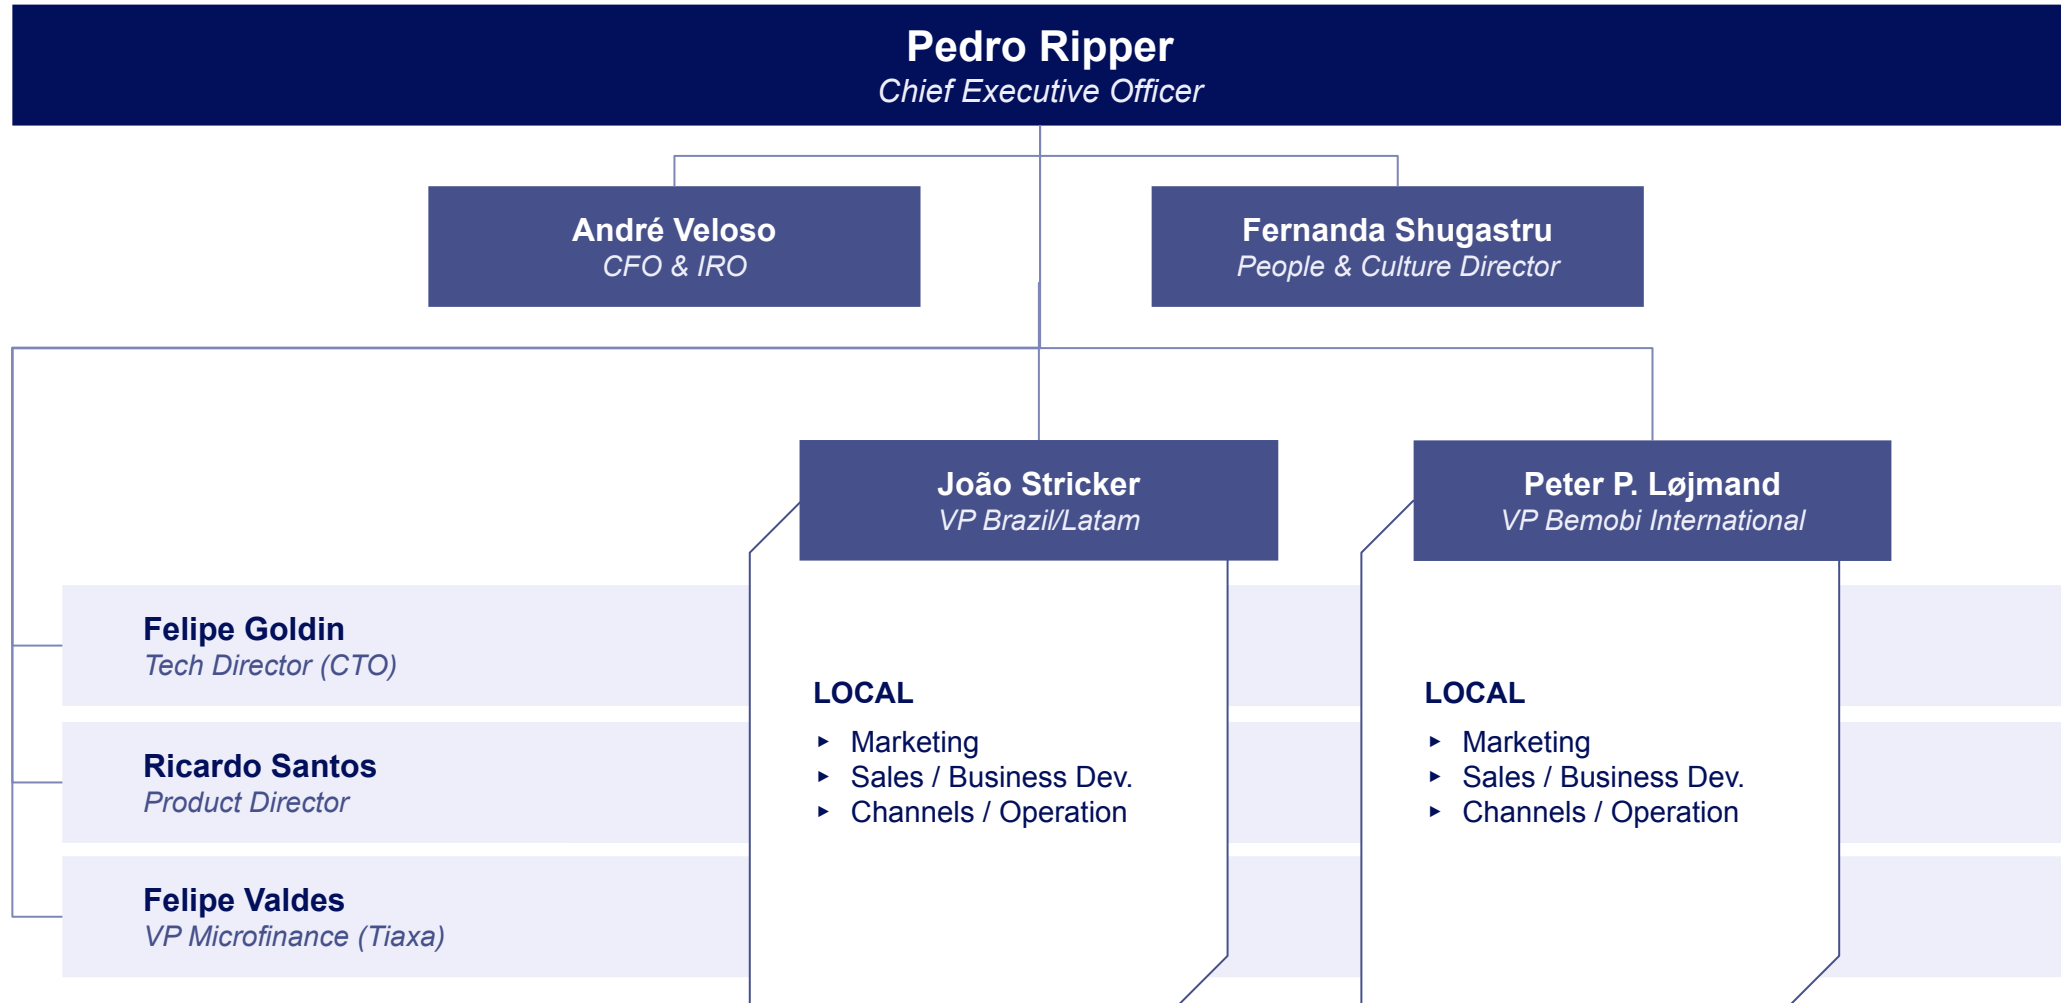 Pedro Ripper
Chief Executive Officer
André Veloso
CFO & IRO
Fernanda Shugastru
People & Culture Director
João Stricker
VP Brazil/Latam
Peter P. Løjmand
VP Bemobi International
Felipe Goldin
Tech Director (CTO)
Ricardo Santos
Product Director
Felipe Valdes
VP Microfinance (Tiaxa)
LOCAL
▸ Marketing
▸ Sales / Business Dev.
▸ Channels / Operation
LOCAL
▸ Marketing
▸ Sales / Business Dev.
▸ Channels / Operation